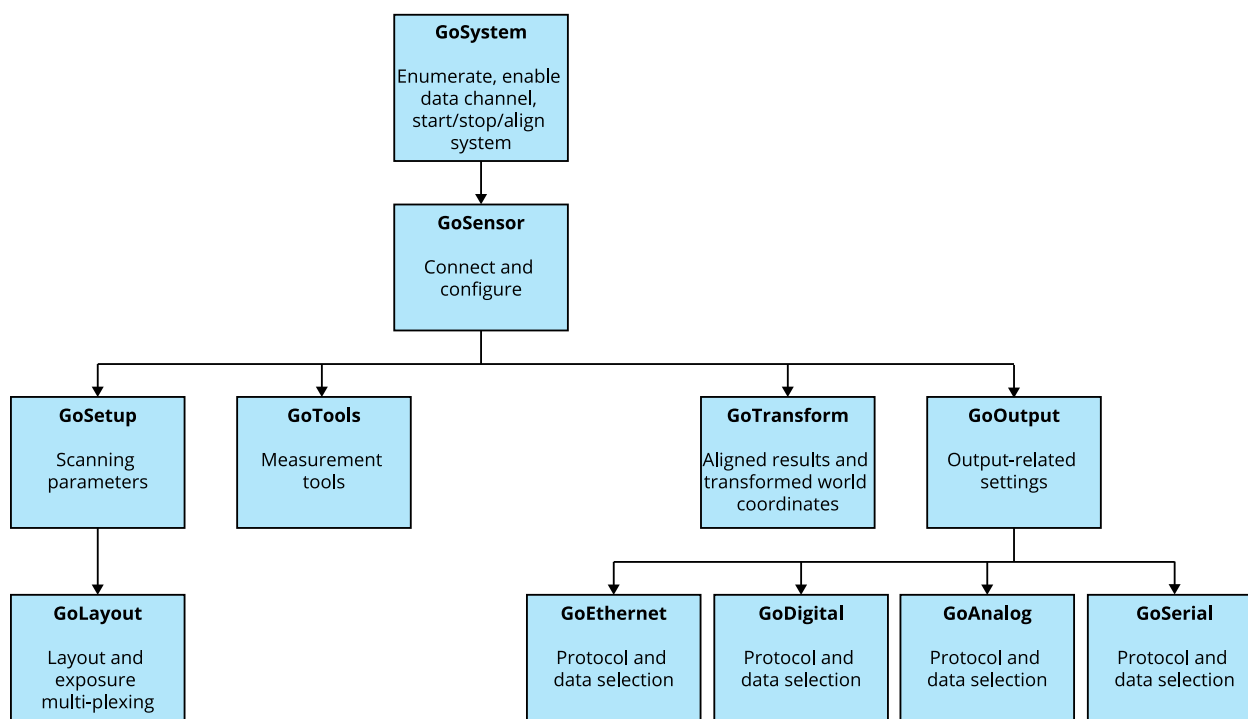 GoSystem
Enumerate, enable
data channel,
start/stop/align
system
GoSensor
Connect and
configure
GoSetup
Scanning
parameters
GoTools
Measurement
tools
GoTransform
Aligned results and
transformed world
coordinates
GoOutput
Output-related
settings
GoLayout
Layout and
exposure
multi-plexing
GoEthernet
Protocol and
data selection
GoDigital
Protocol and
data selection
GoAnalog
Protocol and
data selection
GoSerial
Protocol and
data selection